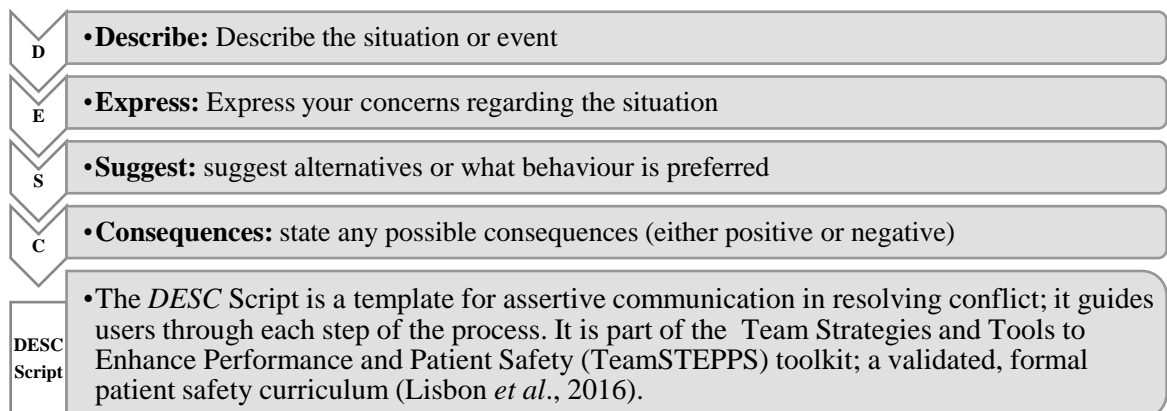 D
•Describe: Describe the situation or event
E
•Express: Express your concerns regarding the situation
S
•Suggest: suggest alternatives or what behaviour is preferred
C
•Consequences: state any possible consequences (either positive or negative)
DESC
Script
•The DESC Script is a template for assertive communication in resolving conflict; it guides
users through each step of the process. It is part of the  Team Strategies and Tools to
Enhance Performance and Patient Safety (TeamSTEPPS) toolkit; a validated, formal
patient safety curriculum (Lisbon et al., 2016).